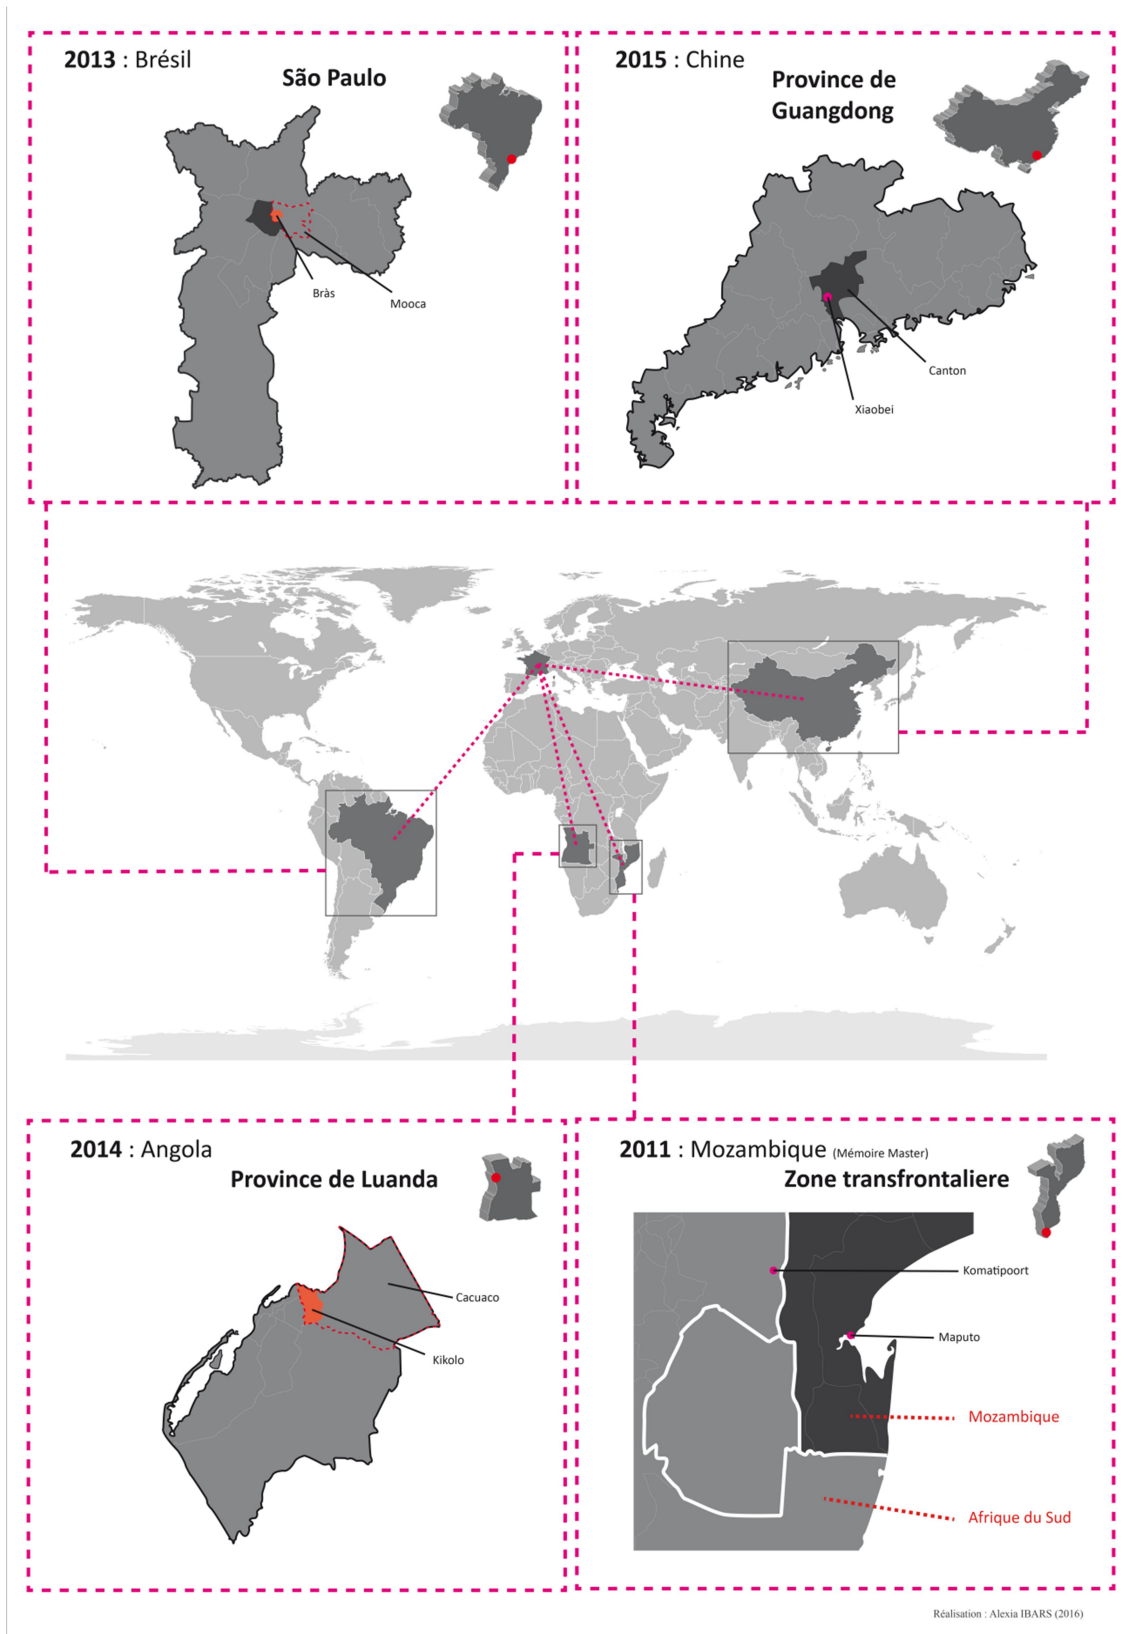 2013 : Brésil
São Paulo
Bràs
Mooca
2015 : Chine
Province de
Guangdong
Canton
Xiaobei
2014 : Angola
Province de Luanda
Cacuaco
Kikolo
2011 : Mozambique (Mémoire Master)
Zone transfrontaliere
Komatipoort
Maputo
Mozambique
Afrique du Sud
Réalisation : Alexia IBARS (2016)